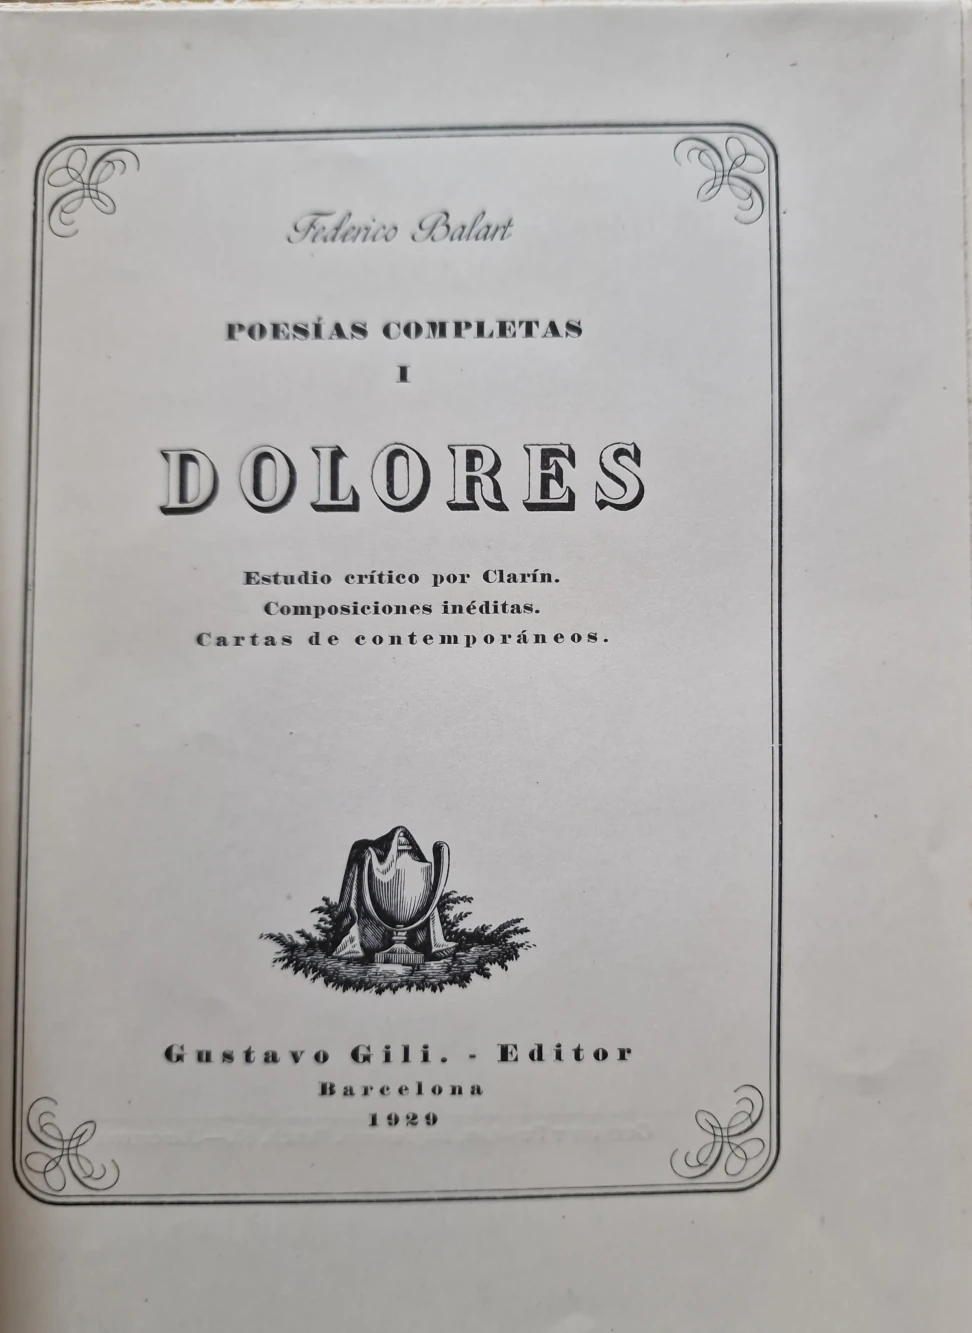 Federico Balart
POESÍAS COMPLETAS
I
DOLORES
Estudio crítico por Clarín.
Composiciones inéditas.
Cartas de contemporáneos.
Gustavo Gili. - Editor
Barcelona
1929